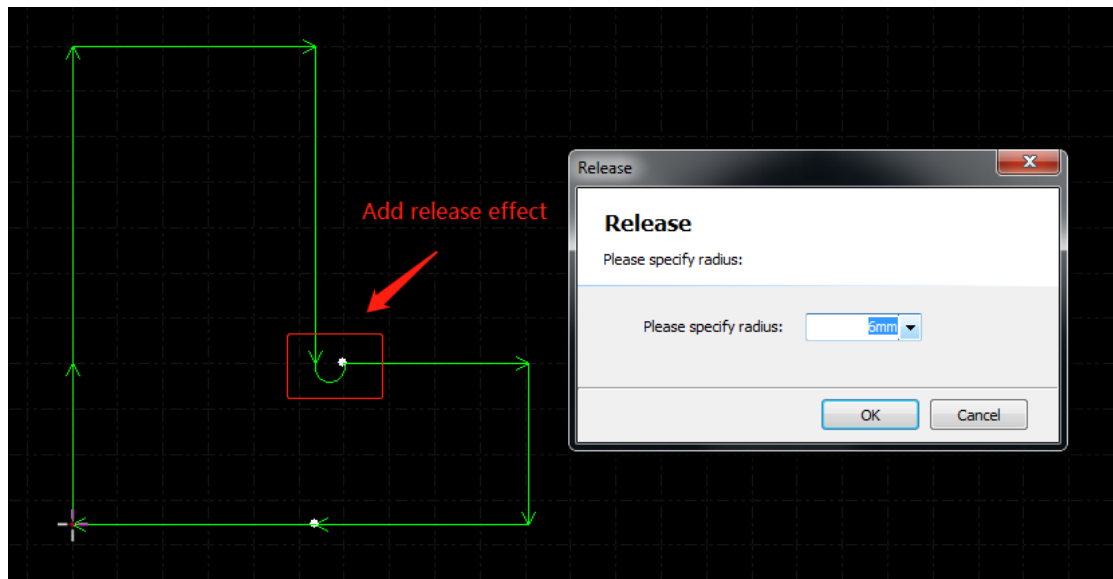 Add release effect
Release
Release
Please specify radius:
Please specify radius:
6mm
OK
Cancel